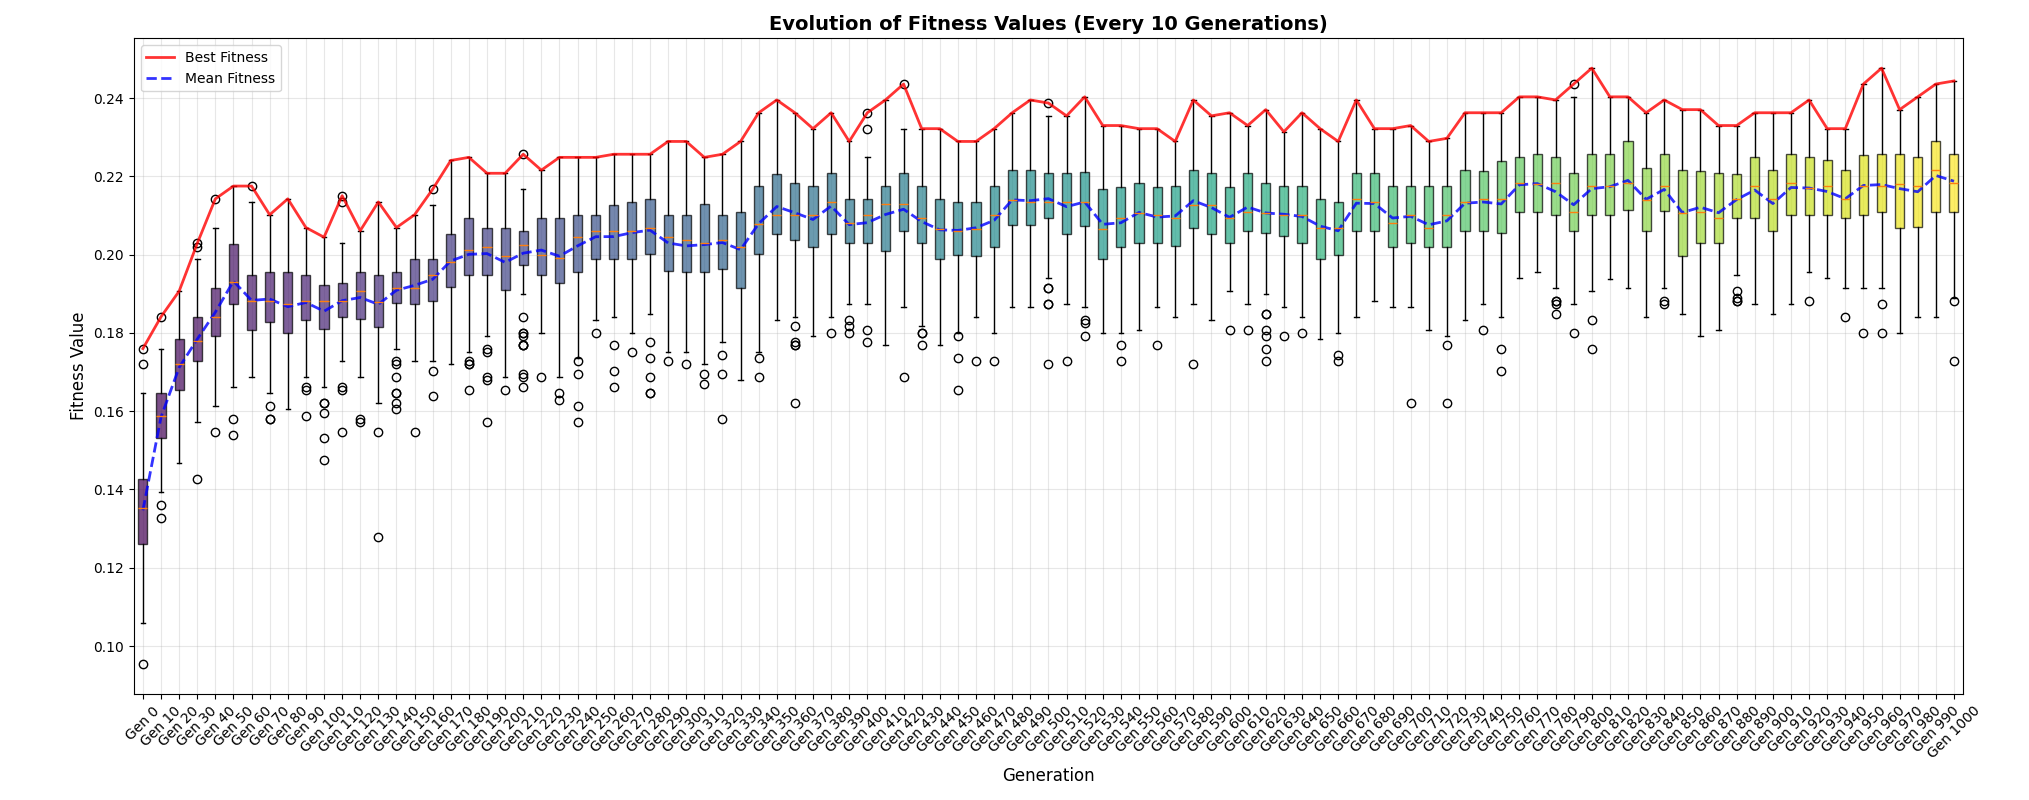 Evolution of Fitness Values (Every 10 Generations)
Best Fitness
Mean Fitness
Fitness Value
0.24
0.22
0.20
0.18
0.16
0.14
0.12
0.10
Gen 0
Gen 10
Gen 20
Gen 30
Gen 40
Gen 50
Gen 60
Gen 70
Gen 80
Gen 90
Gen 100
Gen 110
Gen 120
Gen 130
Gen 140
Gen 150
Gen 160
Gen 170
Gen 180
Gen 190
Gen 200
Gen 210
Gen 220
Gen 230
Gen 240
Gen 250
Gen 260
Gen 270
Gen 280
Gen 290
Gen 300
Gen 310
Gen 320
Gen 330
Gen 340
Gen 350
Gen 360
Gen 370
Gen 380
Gen 390
Gen 400
Gen 410
Gen 420
Gen 430
Gen 440
Gen 450
Gen 460
Gen 470
Gen 480
Gen 490
Gen 500
Gen 510
Gen 520
Gen 530
Gen 540
Gen 550
Gen 560
Gen 570
Gen 580
Gen 590
Gen 600
Gen 610
Gen 620
Gen 630
Gen 640
Gen 650
Gen 660
Gen 670
Gen 680
Gen 690
Gen 700
Gen 710
Gen 720
Gen 730
Gen 740
Gen 750
Gen 760
Gen 770
Gen 780
Gen 790
Gen 800
Gen 810
Gen 820
Gen 830
Gen 840
Gen 850
Gen 860
Gen 870
Gen 880
Gen 890
Gen 900
Gen 910
Gen 920
Gen 930
Gen 940
Gen 950
Gen 960
Gen 970
Gen 980
Gen 990
Gen 1000
Generation